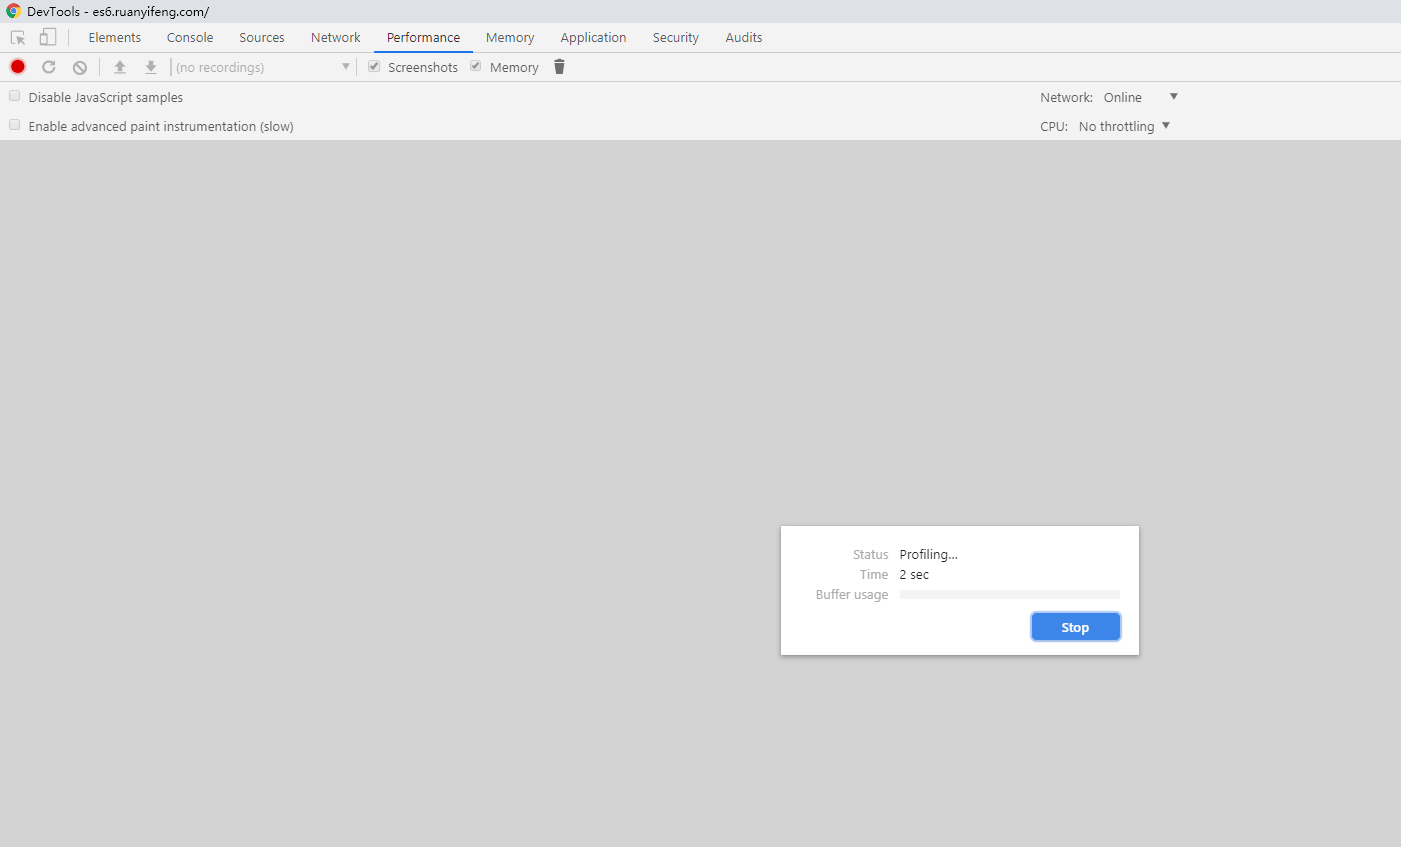 DevTools - es6.ruanyifeng.com/
Elements Console Sources Network Performance Memory Application Security Audits
(no recordings) Screenshots Memory
Disable JavaScript samples Network: Online
Enable advanced paint instrumentation (slow) CPU: No throttling
Status Profiling...
Time 2 sec
Buffer usage
Stop